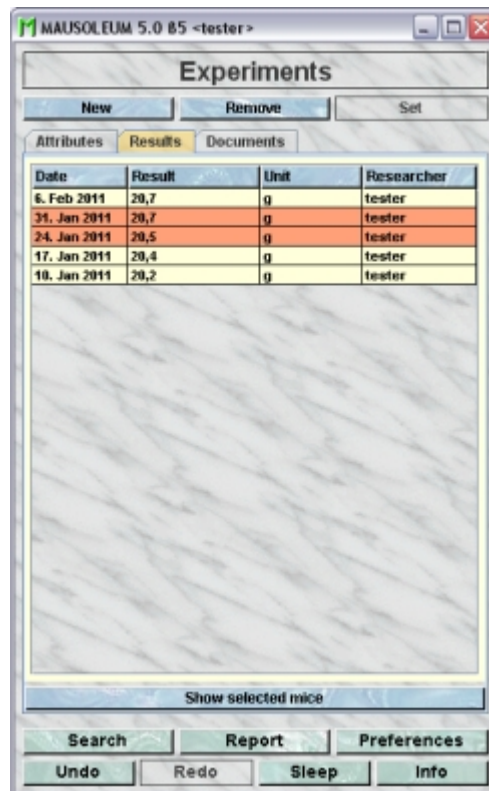 MAUSOLEUM 5.0 ß5 <tester>
Experiments
New Remove Set
Attributes Results Documents
Date Result Unit Researcher
6. Feb 2011 20,7 g tester
31. Jan 2011 20,7 g tester
24. Jan 2011 20,5 g tester
17. Jan 2011 20,4 g tester
10. Jan 2011 20,2 g tester
Show selected mice
Search Report Preferences
Undo Redo Sleep Info